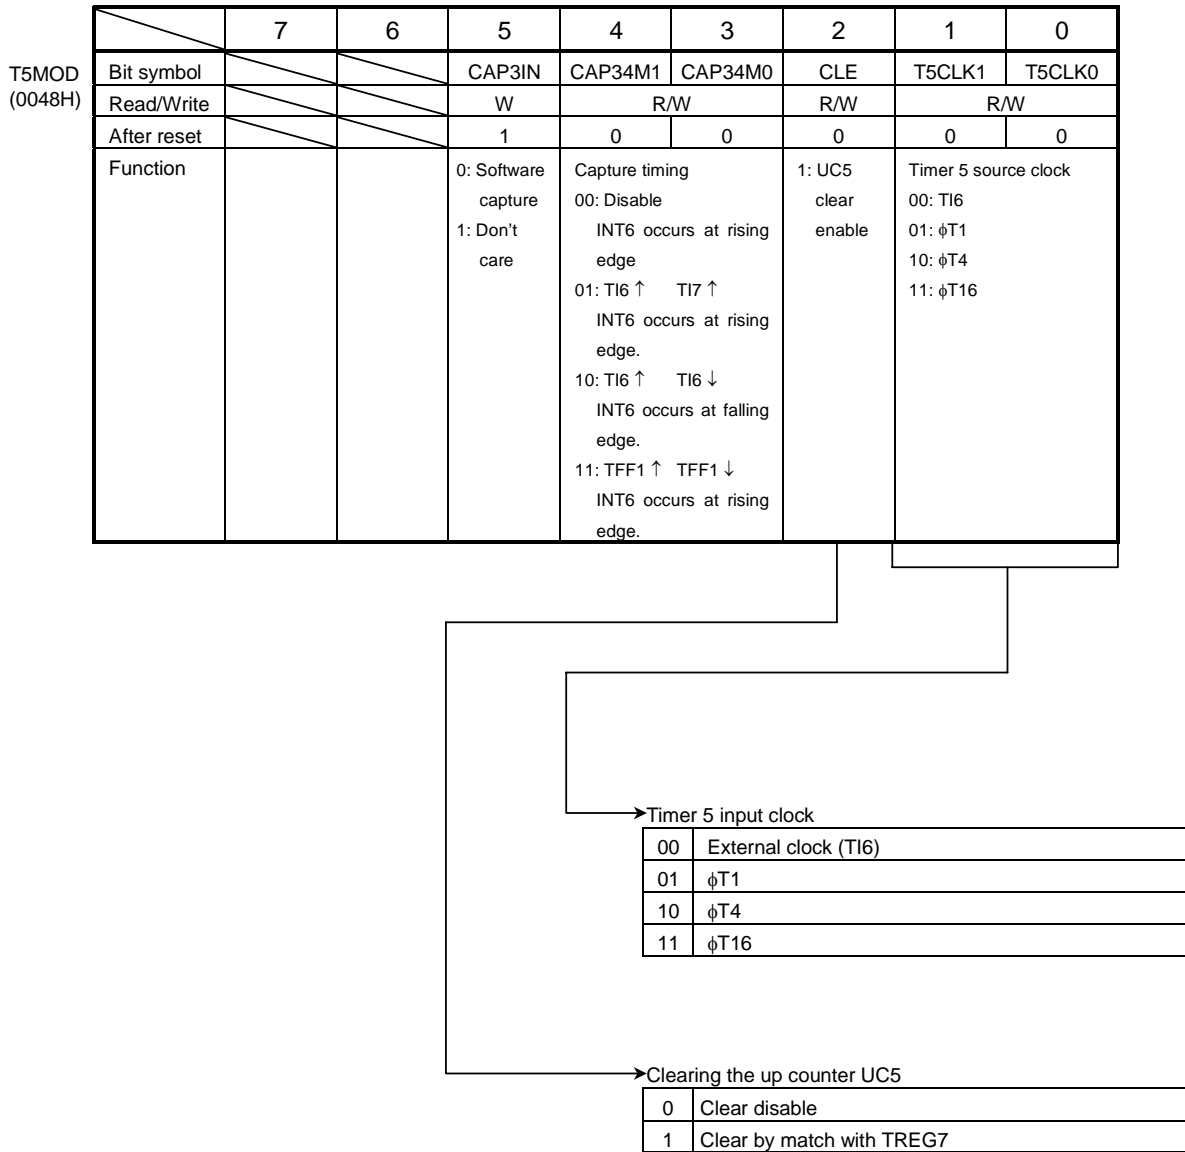 7 6 5 4 3 2 1 0
T5MOD
(0048H)
Bit symbol CAP3IN CAP34M1 CAP34M0 CLE T5CLK1 T5CLK0
Read/Write W R/W R/W R/W
After reset 1 0 0 0 0 0
Function
0: Software
capture
1: Don't
care
Capture timing
00: Disable
INT6 occurs at rising
edge
01: TI6 ↑ TI7 ↑
INT6 occurs at rising
edge.
10: TI6 ↑ TI6 ↓
INT6 occurs at falling
edge.
11: TFF1 ↑ TFF1 ↓
INT6 occurs at rising
edge.
1: UC5
clear
enable
Timer 5 source clock
00: TI6
01: ϕT1
10: ϕT4
11: ϕT16
Timer 5 input clock
00 External clock (TI6)
01 ϕT1
10 ϕT4
11 ϕT16
Clearing the up counter UC5
0 Clear disable
1 Clear by match with TREG7